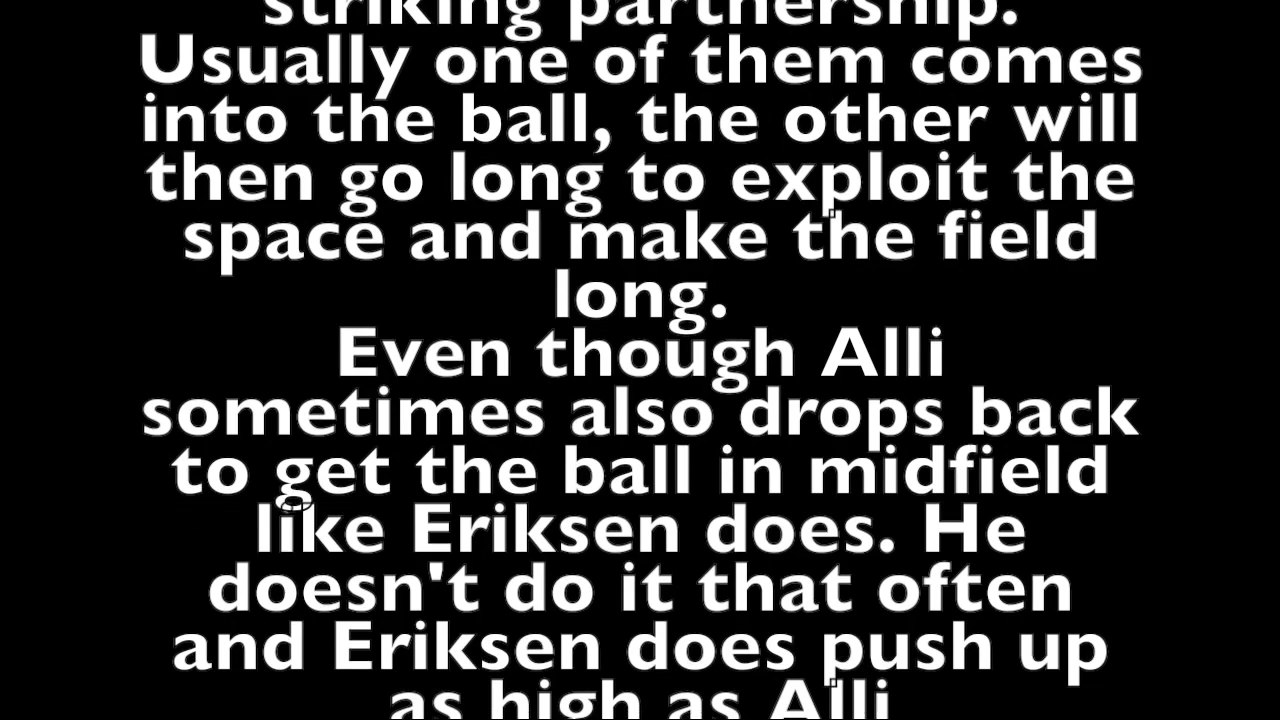 striking partnership.
Usually one of them comes
into the ball, the other will
then go long to exploit the
space and make the field
long.
Even though Alli
sometimes also drops back
to get the ball in midfield
like Eriksen does. He
doesn't do it that often
and Eriksen does push up
as high as Alli